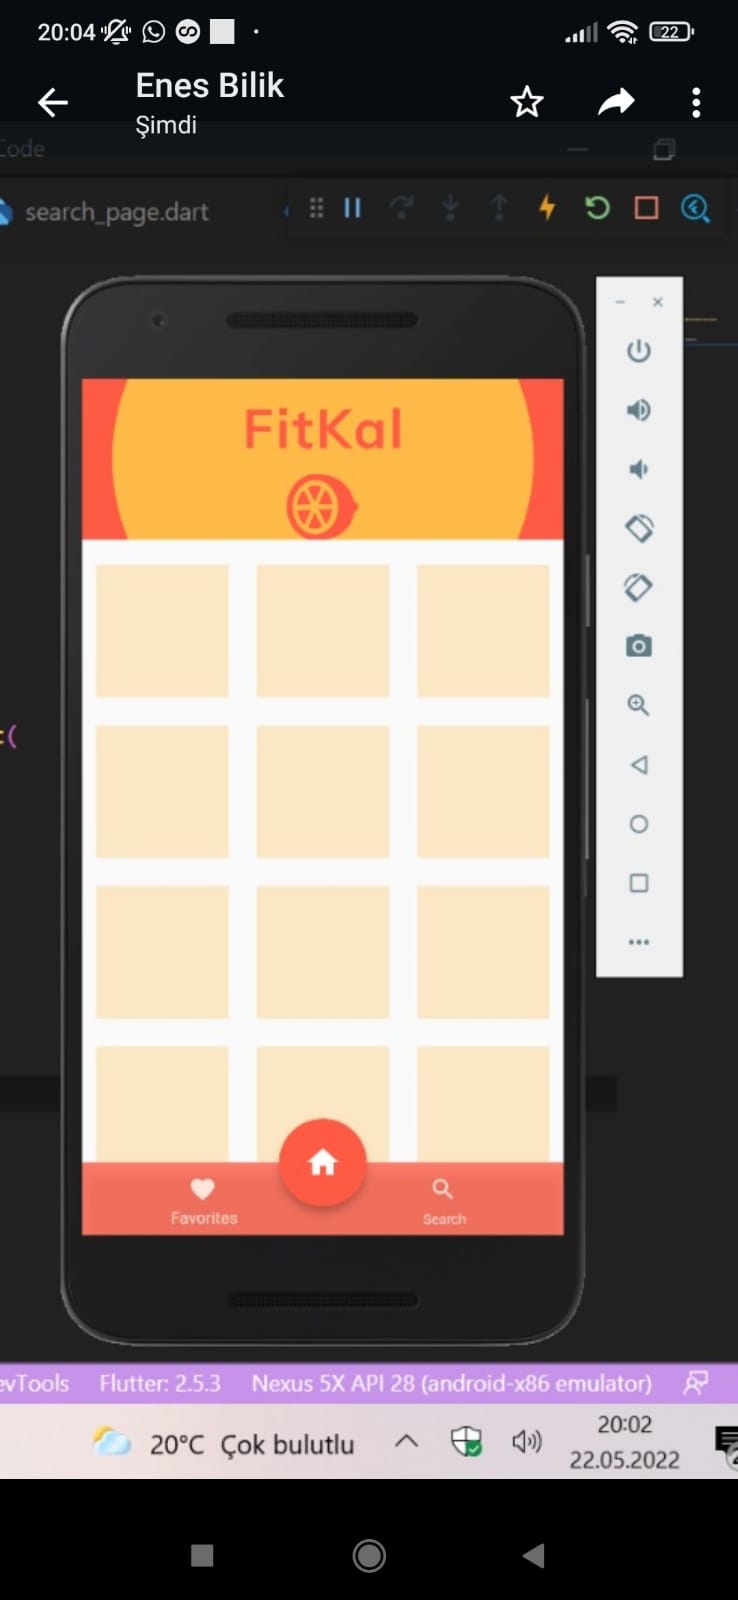 20:04
22
Enes Bilik
Şimdi
Code
search_page.dart
FitKal
:(
Favorites
Search
evTools
Flutter: 2.5.3
Nexus 5X API 28 (android-x86 emulator)
20°C Çok bulutlu
20:02
22.05.2022